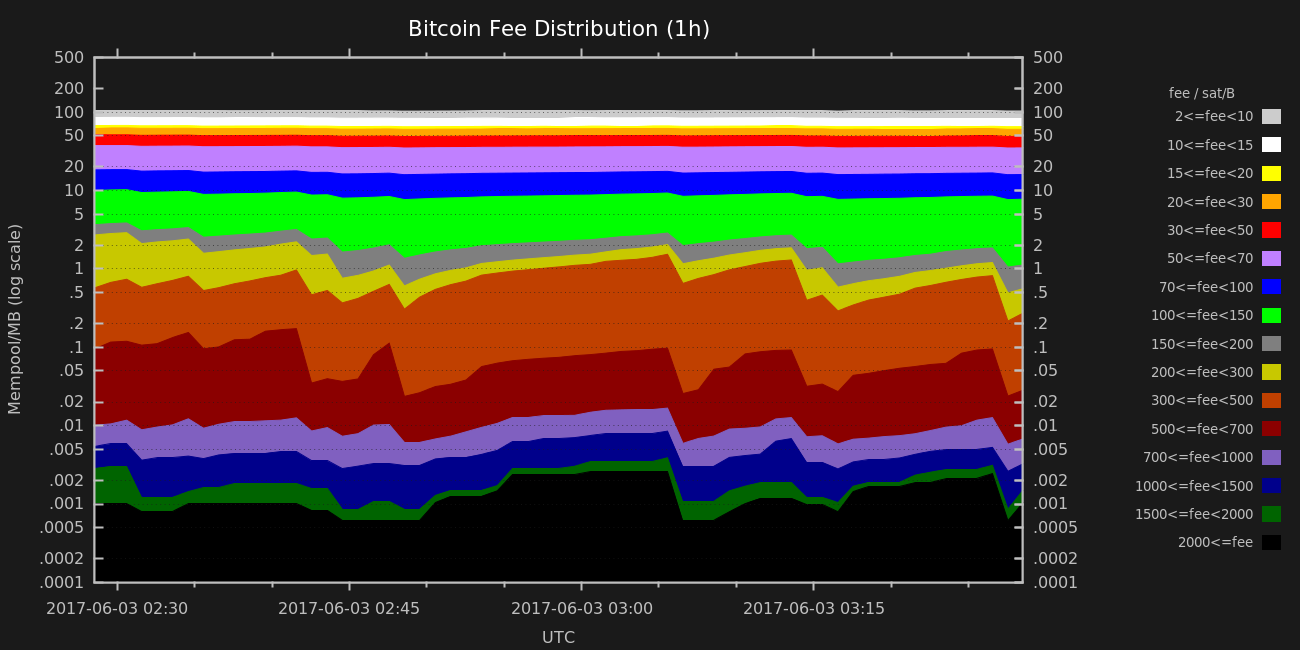 Bitcoin Fee Distribution (1h)
Mempool/MB (log scale)
500
200
100
50
20
10
5
2
1
.5
.2
.1
.05
.02
.01
.005
.002
.001
.0005
.0002
.0001
500
200
100
50
20
10
5
2
1
.5
.2
.1
.05
.02
.01
.005
.002
.001
.0005
.0002
.0001
2017-06-03 02:30 2017-06-03 02:45 2017-06-03 03:00 2017-06-03 03:15
UTC
fee / sat/B
2<=fee<10
10<=fee<15
15<=fee<20
20<=fee<30
30<=fee<50
50<=fee<70
70<=fee<100
100<=fee<150
150<=fee<200
200<=fee<300
300<=fee<500
500<=fee<700
700<=fee<1000
1000<=fee<1500
1500<=fee<2000
2000<=fee